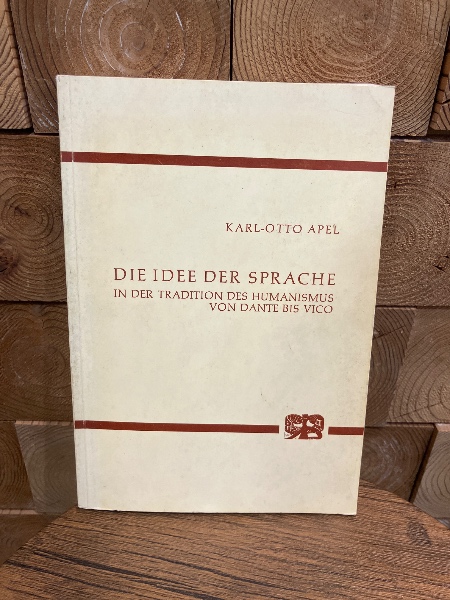 KARL-OTTO APEL
DIE IDEE DER SPRACHE
IN DER TRADITION DES HUMANISMUS
VON DANTE BIS VICO